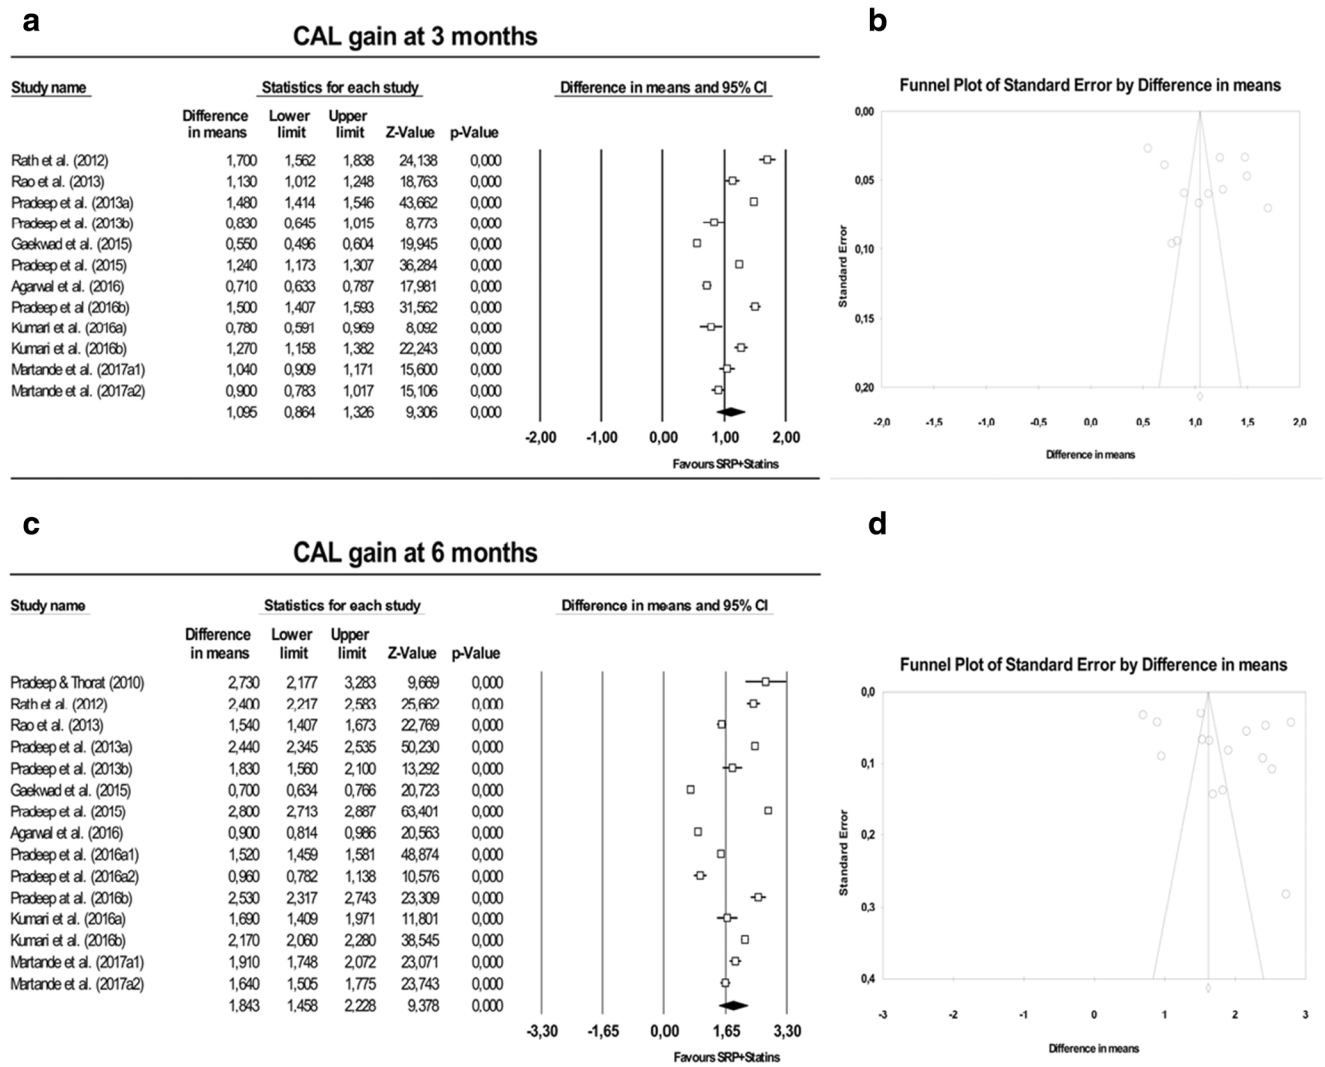 a
CAL gain at 3 months
Study name Statistics for each study Difference in means and 95% CI
Difference in means Lower limit Upper limit Z-Value p-Value
Rath et al. (2012) 1,700 1,562 1,838 24,138 0,000
Rao et al. (2013) 1,130 1,012 1,248 18,763 0,000
Pradeep et al. (2013a) 1,480 1,414 1,546 43,662 0,000
Pradeep et al. (2013b) 0,830 0,645 1,015 8,773 0,000
Gaekwad et al. (2015) 0,550 0,496 0,604 19,945 0,000
Pradeep et al. (2015) 1,240 1,173 1,307 36,284 0,000
Agarwal et al. (2016) 0,710 0,633 0,787 17,981 0,000
Pradeep et al (2016b) 1,500 1,407 1,593 31,562 0,000
Kumari et al. (2016a) 0,780 0,591 0,969 8,092 0,000
Kumari et al. (2016b) 1,270 1,158 1,382 22,243 0,000
Martande et al. (2017a1) 1,040 0,909 1,171 15,600 0,000
Martande et al. (2017a2) 0,900 0,783 1,017 15,106 0,000
1,095 0,864 1,326 9,306 0,000
-2,00 -1,00 0,00 1,00 2,00
Favours SRP+Statins
b
Funnel Plot of Standard Error by Difference in means
0,00
0,05
0,10
0,15
0,20
Standard Error
-2,0 -1,5 -1,0 -0,5 0,0 0,5 1,0 1,5 2,0
Difference in means
c
CAL gain at 6 months
Study name Statistics for each study Difference in means and 95% CI
Difference in means Lower limit Upper limit Z-Value p-Value
Pradeep & Thorat (2010) 2,730 2,177 3,283 9,669 0,000
Rath et al. (2012) 2,400 2,217 2,583 25,662 0,000
Rao et al. (2013) 1,540 1,407 1,673 22,769 0,000
Pradeep et al. (2013a) 2,440 2,345 2,535 50,230 0,000
Pradeep et al. (2013b) 1,830 1,560 2,100 13,292 0,000
Gaekwad et al. (2015) 0,700 0,634 0,766 20,723 0,000
Pradeep et al. (2015) 2,800 2,713 2,887 63,401 0,000
Agarwal et al. (2016) 0,900 0,814 0,986 20,563 0,000
Pradeep et al. (2016a1) 1,520 1,459 1,581 48,874 0,000
Pradeep et al. (2016a2) 0,960 0,782 1,138 10,576 0,000
Pradeep at al. (2016b) 2,530 2,317 2,743 23,309 0,000
Kumari et al. (2016a) 1,690 1,409 1,971 11,801 0,000
Kumari et al. (2016b) 2,170 2,060 2,280 38,545 0,000
Martande et al. (2017a1) 1,910 1,748 2,072 23,071 0,000
Martande et al. (2017a2) 1,640 1,505 1,775 23,743 0,000
1,843 1,458 2,228 9,378 0,000
-3,30 -1,65 0,00 1,65 3,30
Favours SRP+Statins
d
Funnel Plot of Standard Error by Difference in means
0,0
0,1
0,2
0,3
0,4
Standard Error
-3 -2 -1 0 1 2 3
Difference in means